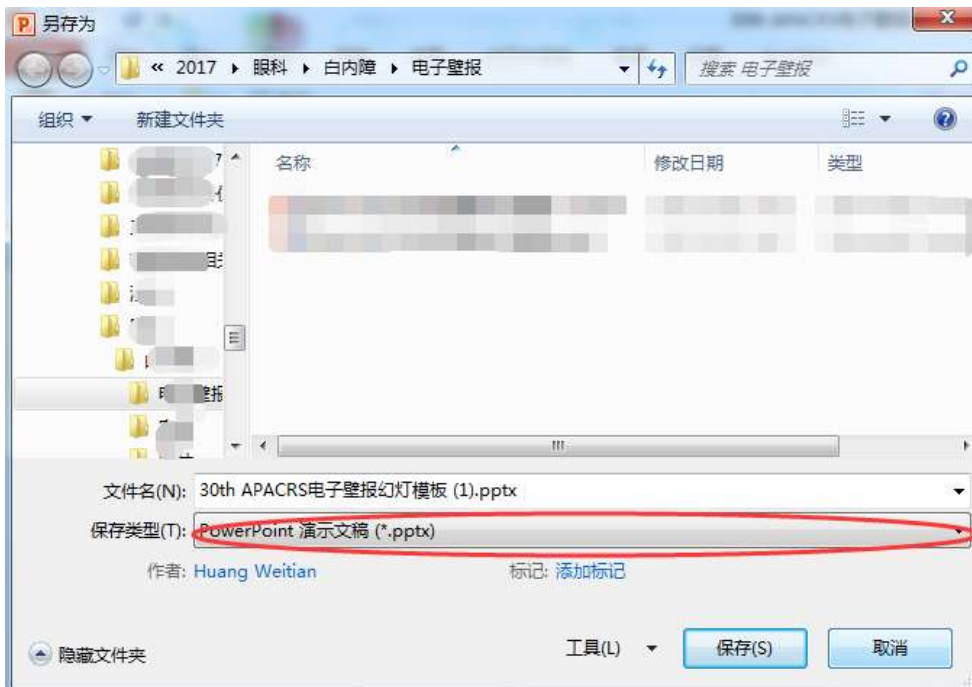 另存为
« 2017 ▸ 眼科 ▸ 白内障 ▸ 电子壁报
搜索 电子壁报
组织
新建文件夹
名称
修改日期
类型
文件名(N): 30th APACRS电子壁报幻灯模板 (1).pptx
保存类型(T): PowerPoint 演示文稿 (*.pptx)
作者: Huang Weitian
标记: 添加标记
隐藏文件夹
工具(L)
保存(S)
取消